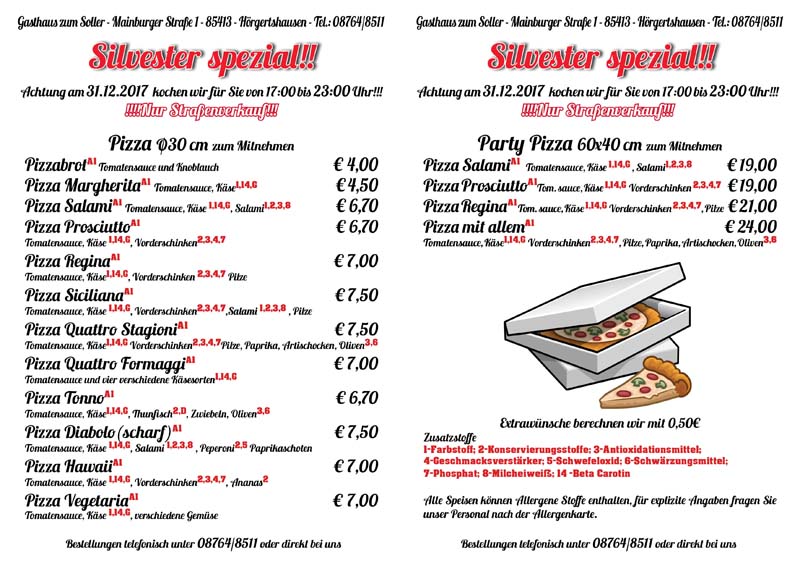 Gasthaus zum Soller - Mainburger Straße 1 - 85413 - Hörgertshausen - Tel.: 08764/8511
Silvester spezial!!
Achtung am 31.12.2017 kochen wir für Sie von 17:00 bis 23:00 Uhr!!!
!!!!Nur Straßenverkauf!!!
Pizza φ30 cm zum Mitnehmen
Pizzabrot A1 Tomatensauce und Knoblauch € 4,00
Pizza Margherita A1 Tomatensauce, Käse 1,14,G € 4,50
Pizza Salami A1 Tomatensauce, Käse 1,14,G, Salami 1,2,3,8 € 6,70
Pizza Prosciutto A1 € 6,70
Tomatensauce, Käse 1,14,G, Vorderschinken 2,3,4,7
Pizza Regina A1 € 7,00
Tomatensauce, Käse 1,14,G, Vorderschinken 2,3,4,7 Pilze
Pizza Siciliana A1 € 7,50
Tomatensauce, Käse 1,14,G, Vorderschinken 2,3,4,7,Salami 1,2,3,8 , Pilze
Pizza Quattro Stagioni A1 € 7,50
Tomatensauce, Käse 1,14,G Vorderschinken 2,3,4,7 Pilze, Paprika, Artischocken, Oliven 3,6
Pizza Quattro Formaggi A1 € 7,00
Tomatensauce und vier verschiedene Käsesorten 1,14,G
Pizza Tonno A1 € 6,70
Tomatensauce, Käse 1,14,G, Thunfisch 2,D, Zwiebeln, Oliven 3,6
Pizza Diabolo (scharf) A1 € 7,50
Tomatensauce, Käse 1,14,G, Salami 1,2,3,8 , Peperoni 2,5 Paprikaschoten
Pizza Hawaii A1 € 7,00
Tomatensauce, Käse 1,14,G, Vorderschinken 2,3,4,7, Ananas 2
Pizza Vegetaria A1 € 7,00
Tomatensauce, Käse 1,14,G, verschiedene Gemüse
Bestellungen telefonisch unter 08764/8511 oder direkt bei uns
Gasthaus zum Soller - Mainburger Straße 1 - 85413 - Hörgertshausen - Tel.: 08764/8511
Silvester spezial!!
Achtung am 31.12.2017 kochen wir für Sie von 17:00 bis 23:00 Uhr!!!
!!!!Nur Straßenverkauf!!!
Party Pizza 60x40 cm zum Mitnehmen
Pizza Salami A1 Tomatensauce, Käse 1,14,G , Salami 1,2,3,8 € 19,00
Pizza Prosciutto A1 Tom. sauce, Käse 1,14,G Vorderschinken 2,3,4,7 € 19,00
Pizza Regina A1 Tom. sauce, Käse 1,14,G Vorderschinken 2,3,4,7, Pilze € 21,00
Pizza mit allem A1 € 24,00
Tomatensauce, Käse 1,14,G Vorderschinken 2,3,4,7, Pilze, Paprika, Artischocken, Oliven 3,6
Extrawünsche berechnen wir mit 0,50€
Zusatzstoffe
1-Farbstoff; 2-Konservierungsstoffe; 3-Antioxidationsmittel;
4-Geschmacksverstärker; 5-Schwefeloxid; 6-Schwärzungsmittel;
7-Phosphat; 8-Milcheiweiß; 14 -Beta Carotin
Alle Speisen können Allergene Stoffe enthalten, für explizite Angaben fragen Sie
unser Personal nach der Allergenkarte.
Bestellungen telefonisch unter 08764/8511 oder direkt bei uns